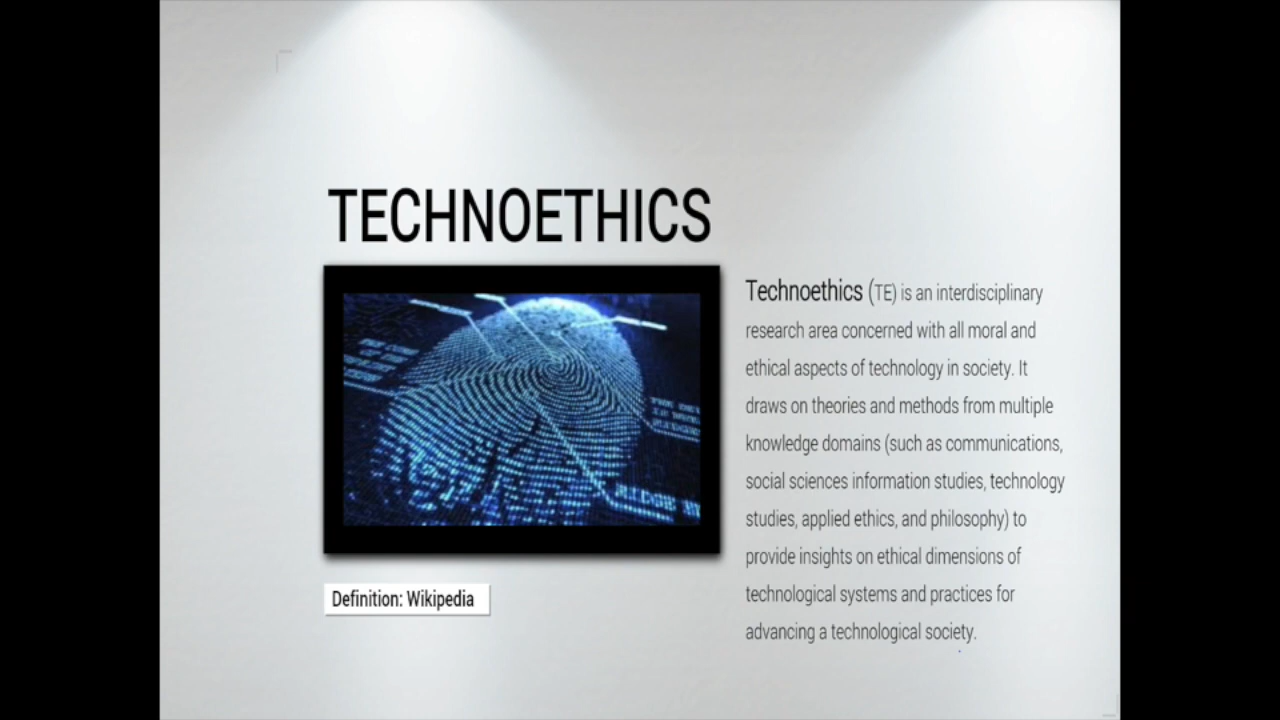 TECHNOETHICS
Technoethics (TE) is an interdisciplinary
research area concerned with all moral and
ethical aspects of technology in society. It
draws on theories and methods from multiple
knowledge domains (such as communications,
social sciences information studies, technology
studies, applied ethics, and philosophy) to
provide insights on ethical dimensions of
technological systems and practices for
advancing a technological society.
Definition: Wikipedia